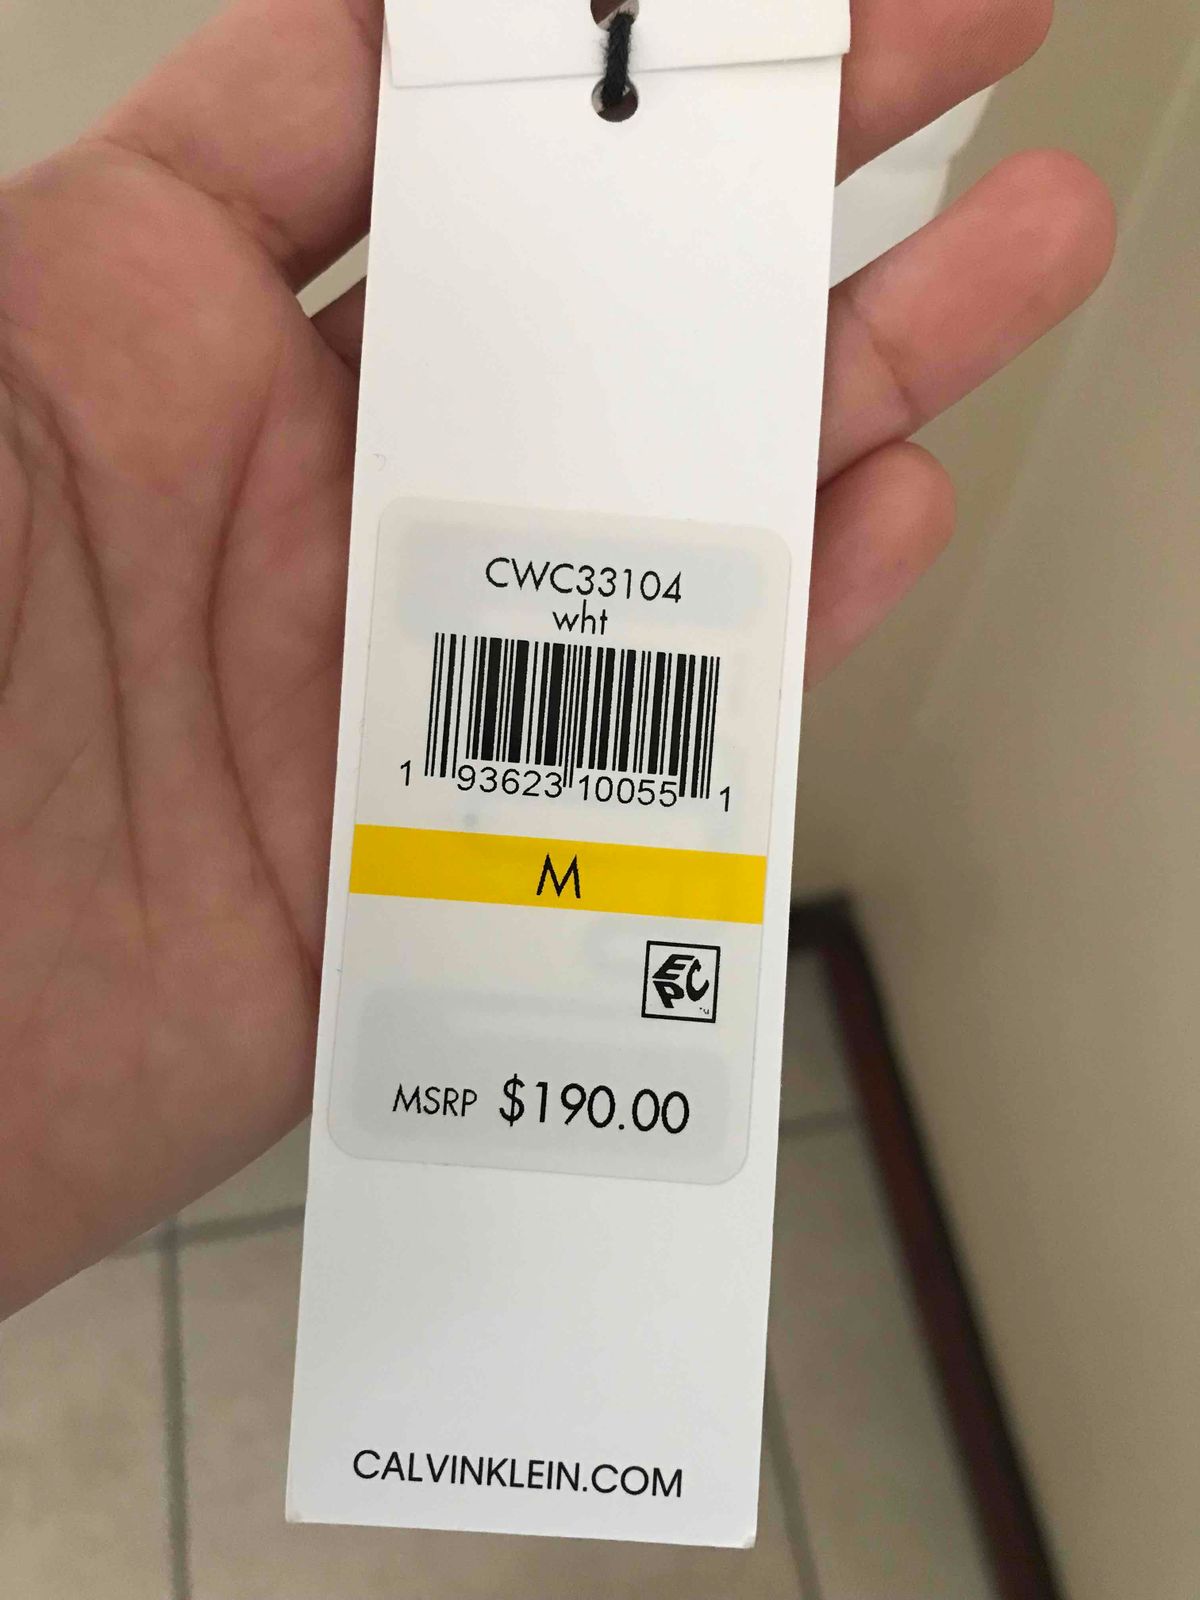 CWC33104
wht
1 93623 10055 1
M
EPC
MSRP $190.00
CALVINKLEIN.COM